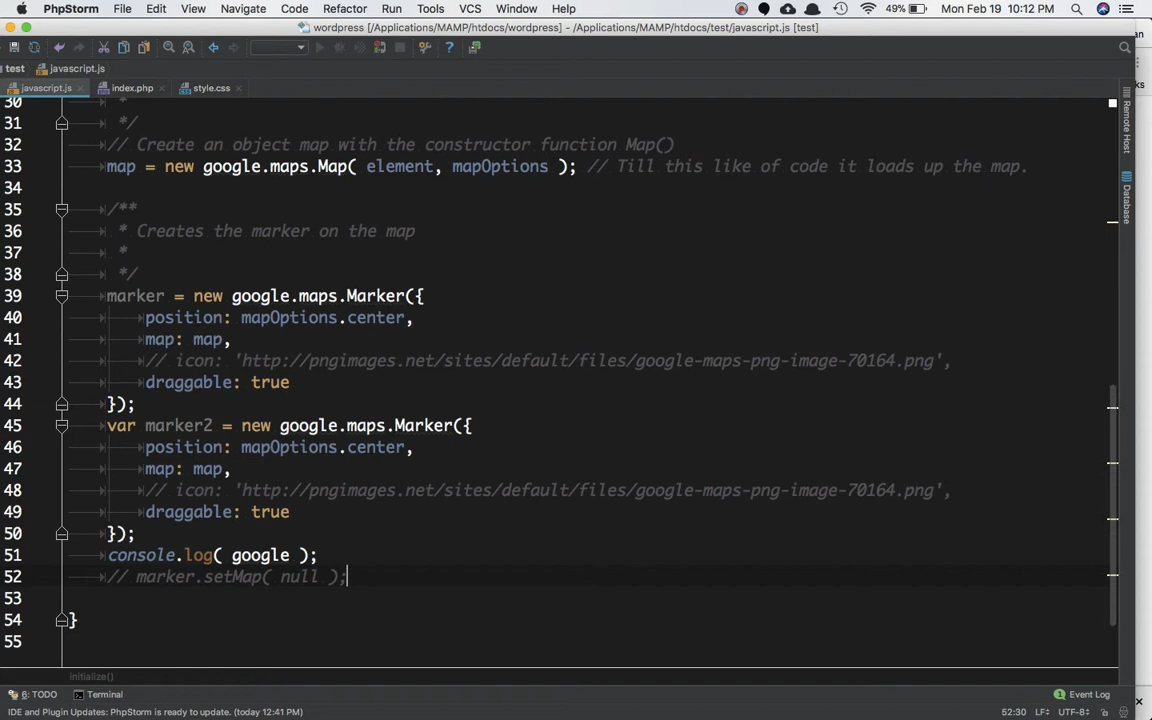 PhpStorm File Edit View Navigate Code Refactor Run Tools VCS Window Help 49% Mon Feb 19 10:12 PM
wordpress [/Applications/MAMP/htdocs/wordpress] - /Applications/MAMP/htdocs/test/javascript.js [test]
test javascript.js
javascript.js index.php style.css
30 *
31 */
32 // Create an object map with the constructor function Map()
33 map = new google.maps.Map( element, mapOptions ); // Till this like of code it loads up the map.
34
35 /**
36 * Creates the marker on the map
37 *
38 */
39 marker = new google.maps.Marker({
40 position: mapOptions.center,
41 map: map,
42 // icon: 'http://pngimages.net/sites/default/files/google-maps-png-image-70164.png',
43 draggable: true
44 });
45 var marker2 = new google.maps.Marker({
46 position: mapOptions.center,
47 map: map,
48 // icon: 'http://pngimages.net/sites/default/files/google-maps-png-image-70164.png',
49 draggable: true
50 });
51 console.log( google );
52 // marker.setMap( null );
53
54 }
55
initialize()
6: TODO Terminal 1 Event Log
IDE and Plugin Updates: PhpStorm is ready to update. (today 12:41 PM) 52:30 LF÷ UTF-8÷
Remote Host
Database